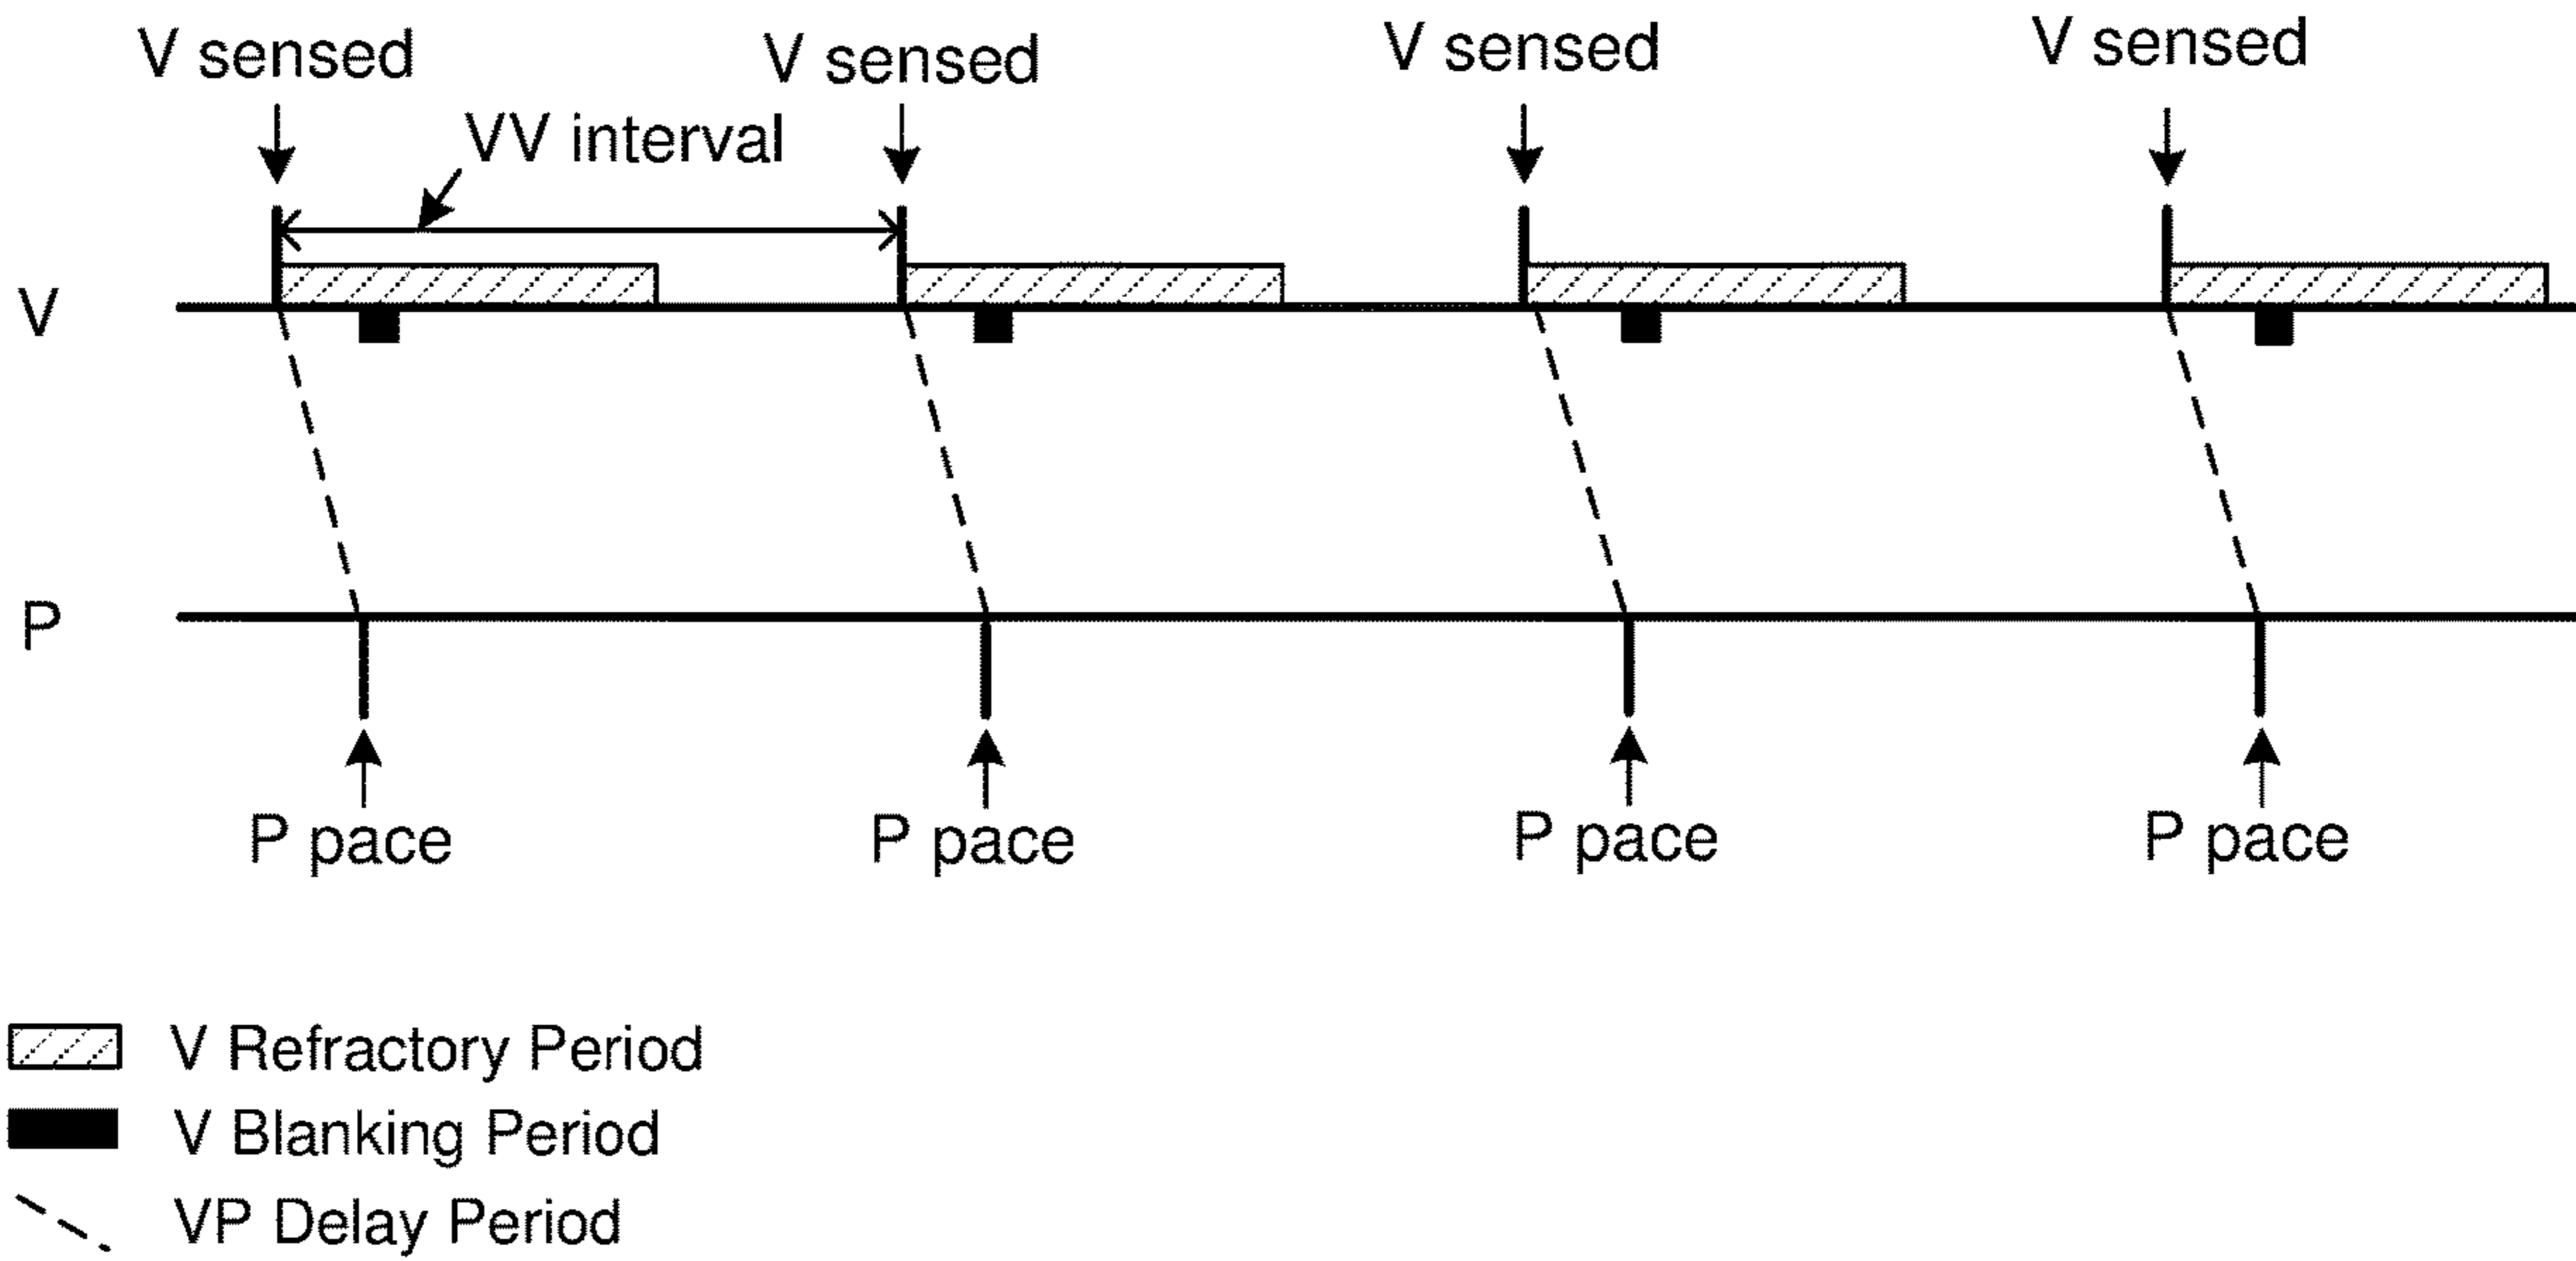 V sensed
V sensed
V sensed
V sensed
VV interval
V
P
P pace
P pace
P pace
P pace
V Refractory Period
V Blanking Period
VP Delay Period